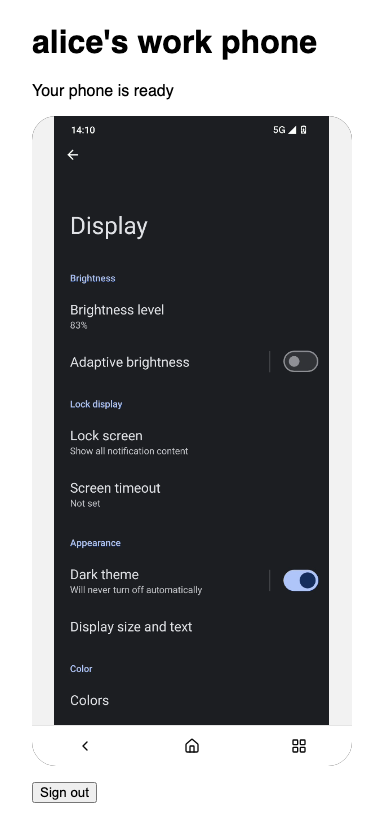 alice's work phone
Your phone is ready
14:10 5G
Display
Brightness
Brightness level
83%
Adaptive brightness
Lock display
Lock screen
Show all notification content
Screen timeout
Not set
Appearance
Dark theme
Will never turn off automatically
Display size and text
Color
Colors
Sign out